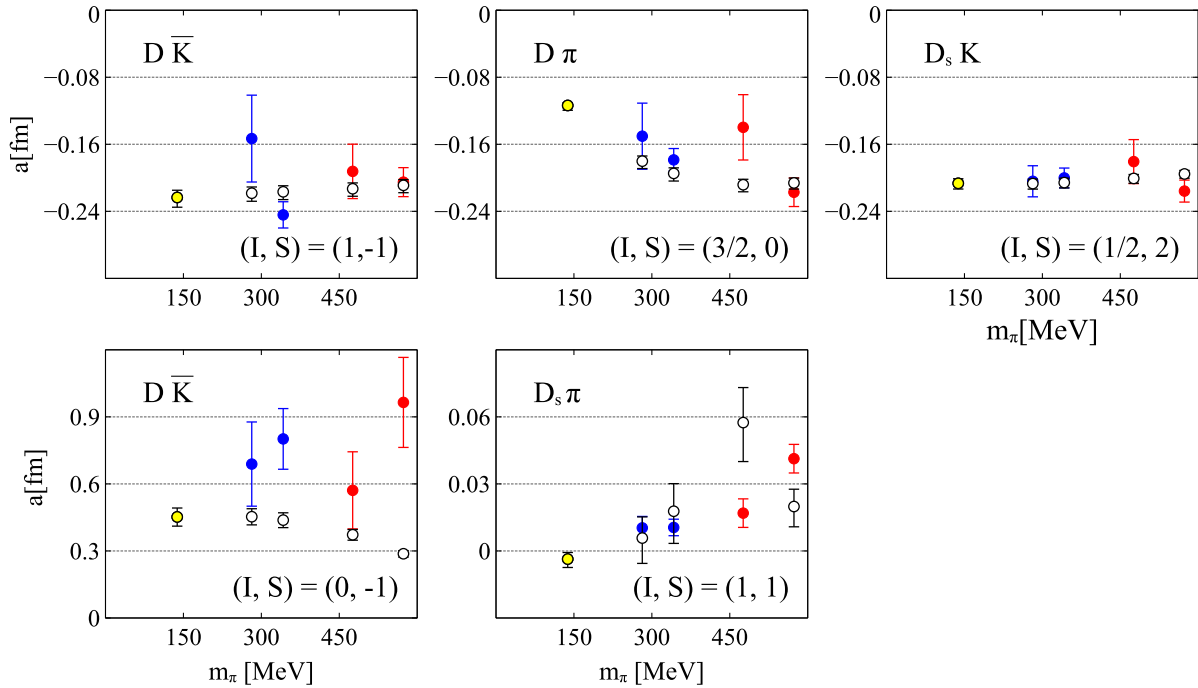 0
−0.08
−0.16
−0.24
a[fm]
D K̅
(I, S) = (1,-1)
150 300 450
0
−0.08
−0.16
−0.24
D π
(I, S) = (3/2, 0)
150 300 450
0
−0.08
−0.16
−0.24
Dₛ K
(I, S) = (1/2, 2)
150 300 450
m_π[MeV]
0.9
0.6
0.3
0
a[fm]
D K̅
(I, S) = (0, -1)
150 300 450
m_π [MeV]
0.06
0.03
0
Dₛ π
(I, S) = (1, 1)
150 300 450
m_π [MeV]